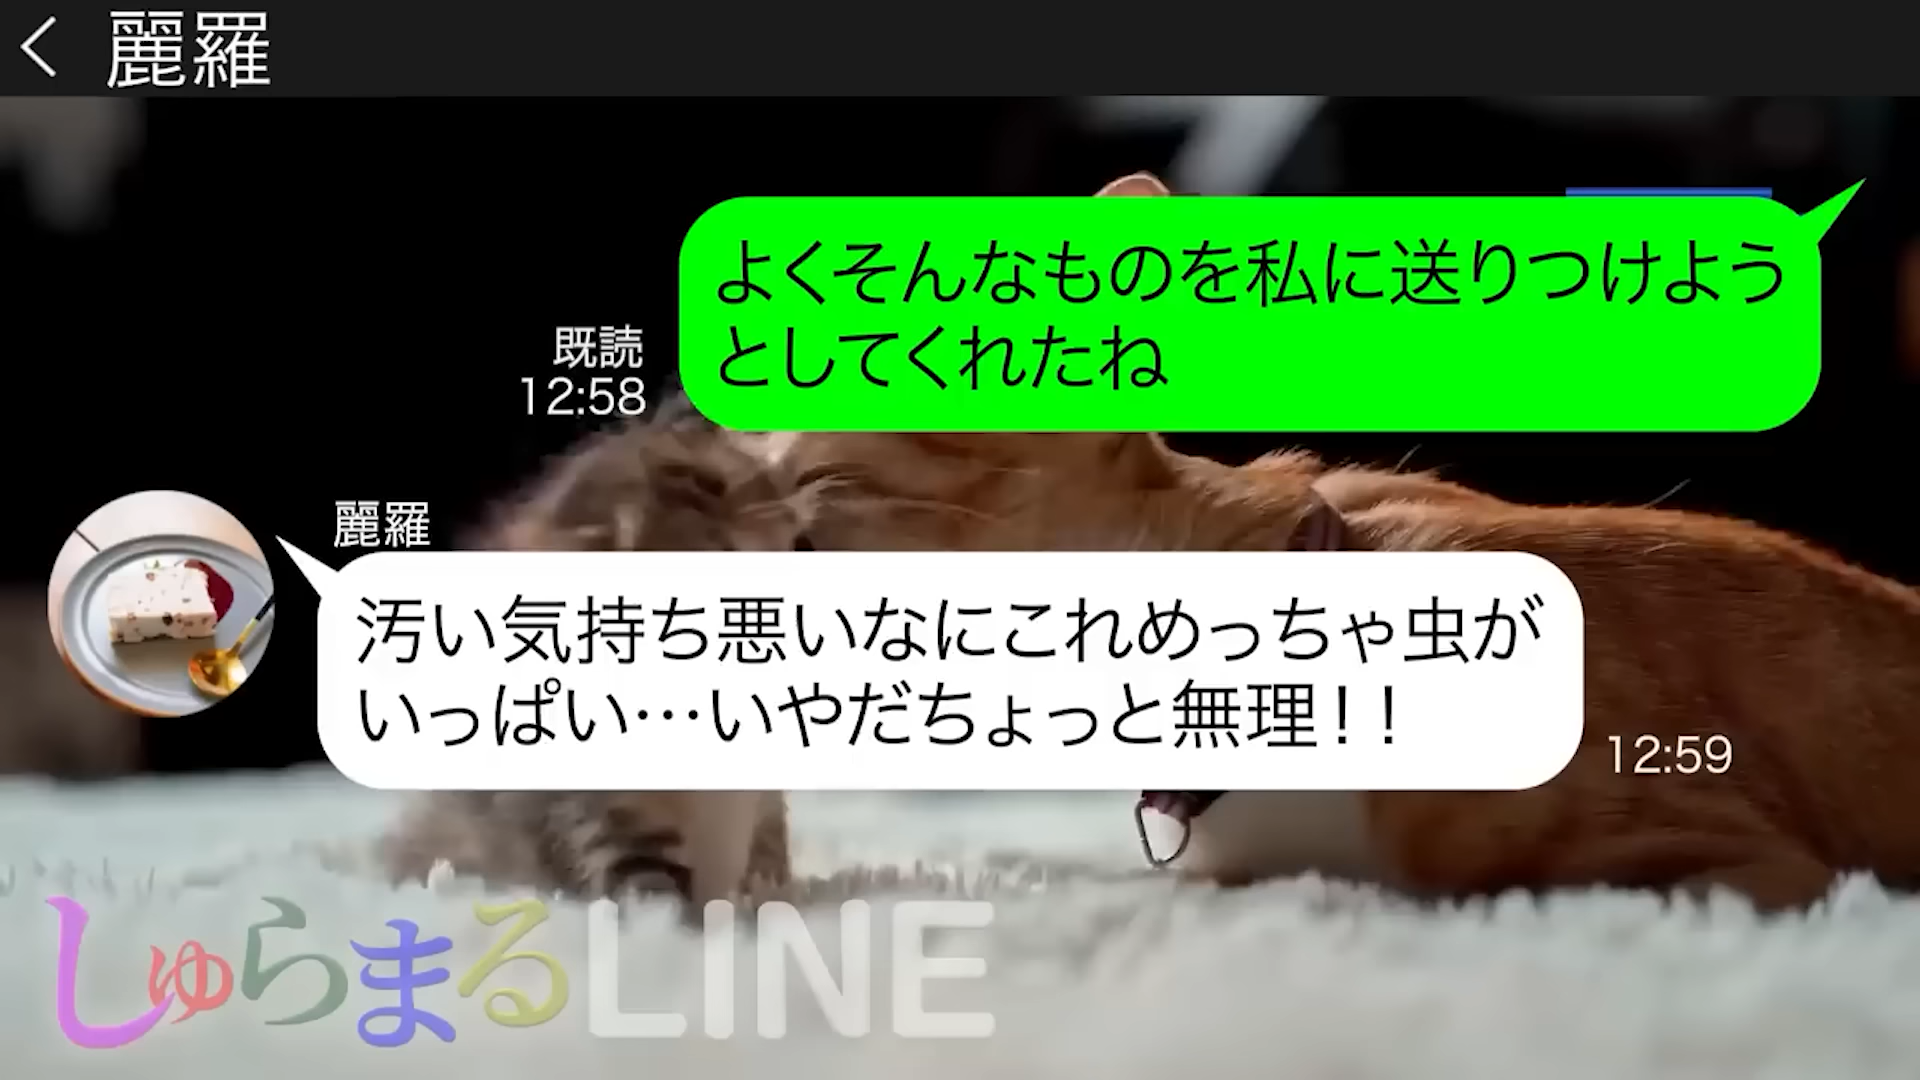 麗羅
よくそんなものを私に送りつけよう
としてくれたね
既読
12:58
麗羅
汚い気持ち悪いなにこれめっちゃ虫が
いっぱい…いやだちょっと無理！！
12:59
しゅらまるLINE